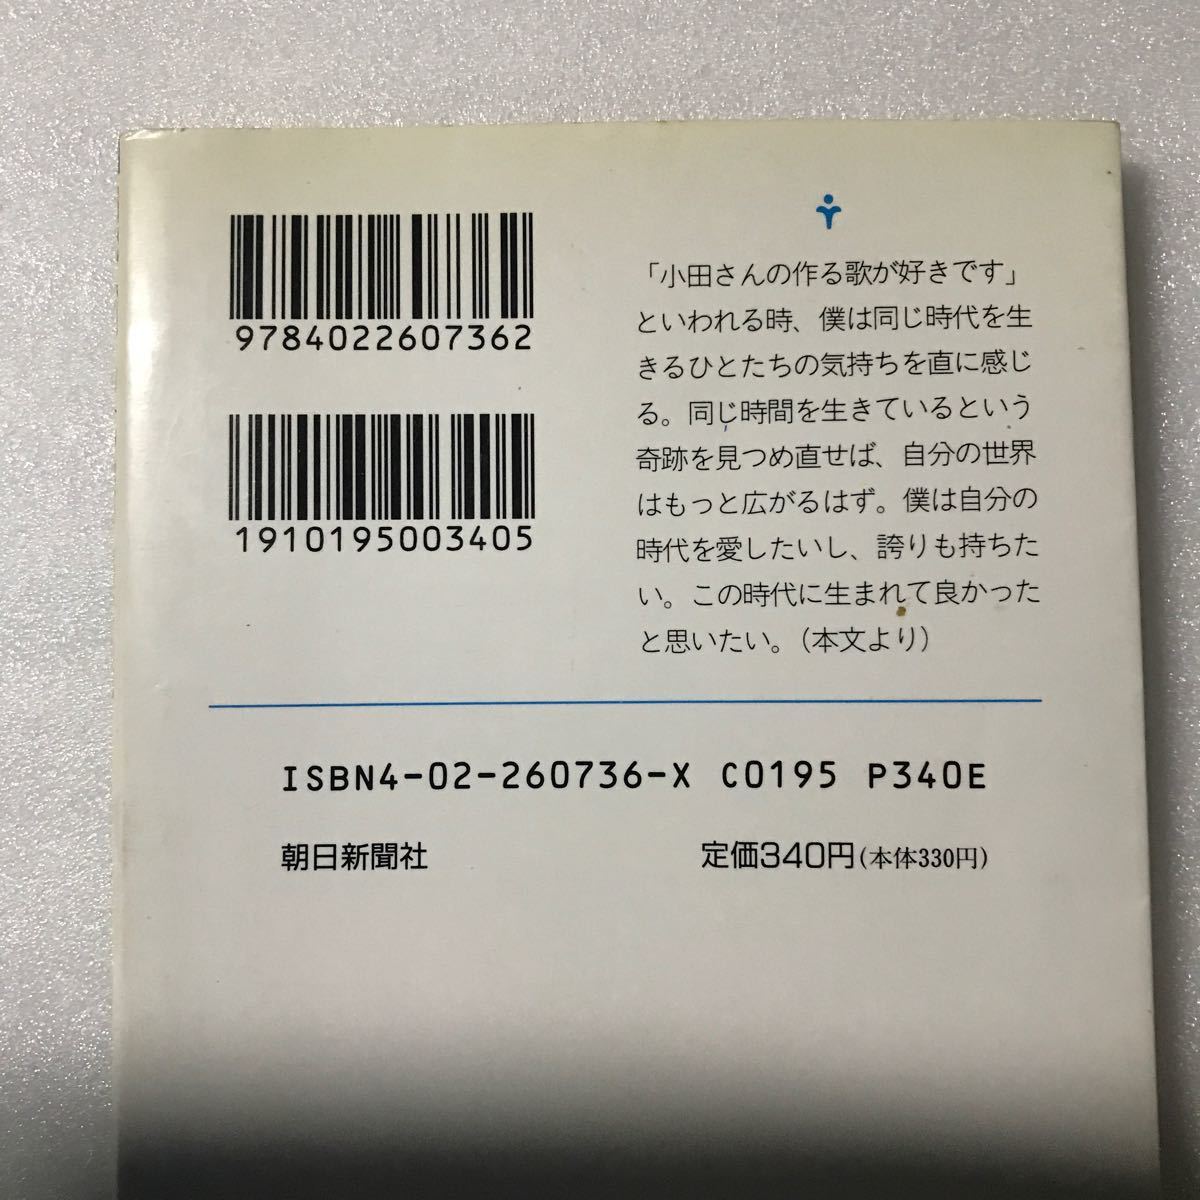 9784022607362
1910195003405
「小田さんの作る歌が好きです」
といわれる時、僕は同じ時代を生
きるひとたちの気持ちを直に感じ
る。同じ時間を生きているという
奇跡を見つめ直せば、自分の世界
はもっと広がるはず。僕は自分の
時代を愛したいし、誇りも持ちた
い。この時代に生まれて良かった
と思いたい。（本文より）
ISBN4-02-260736-X C0195 P340E
朝日新聞社 定価340円（本体330円）